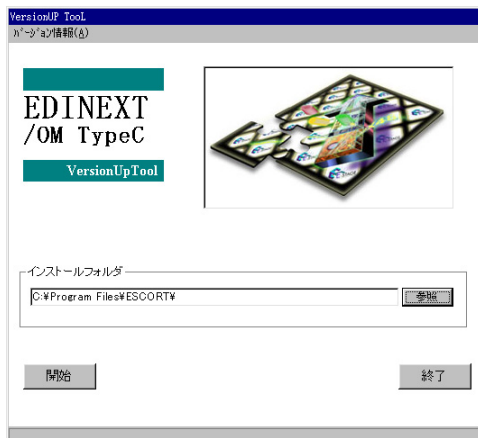 VersionUP TooL
ﾊﾞｰｼﾞｮﾝ情報(A)
EDINEXT
/OM TypeC
VersionUpTool
インストールフォルダ
C:¥Program Files¥ESCORT¥
参照
開始
終了